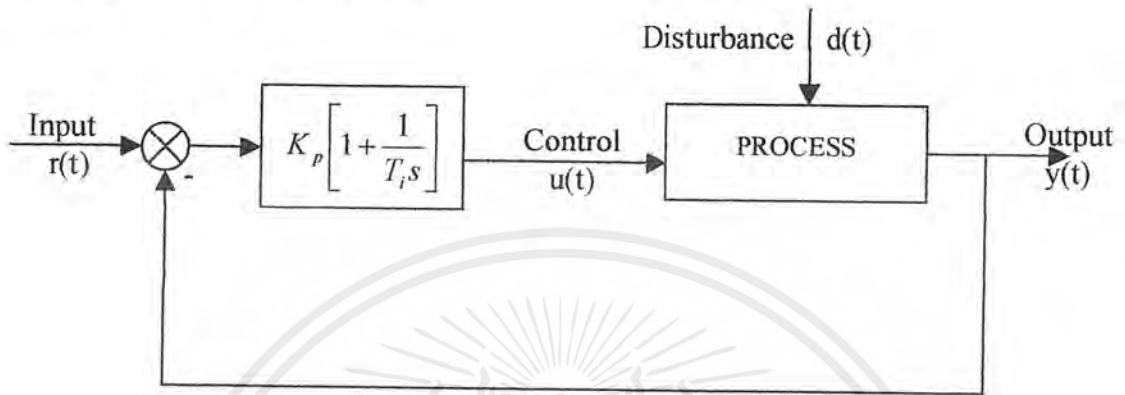 Disturbance d(t)
Input
r(t)
-
K_p[1 + 1/(T_i s)]
Control
u(t)
PROCESS
Output
y(t)